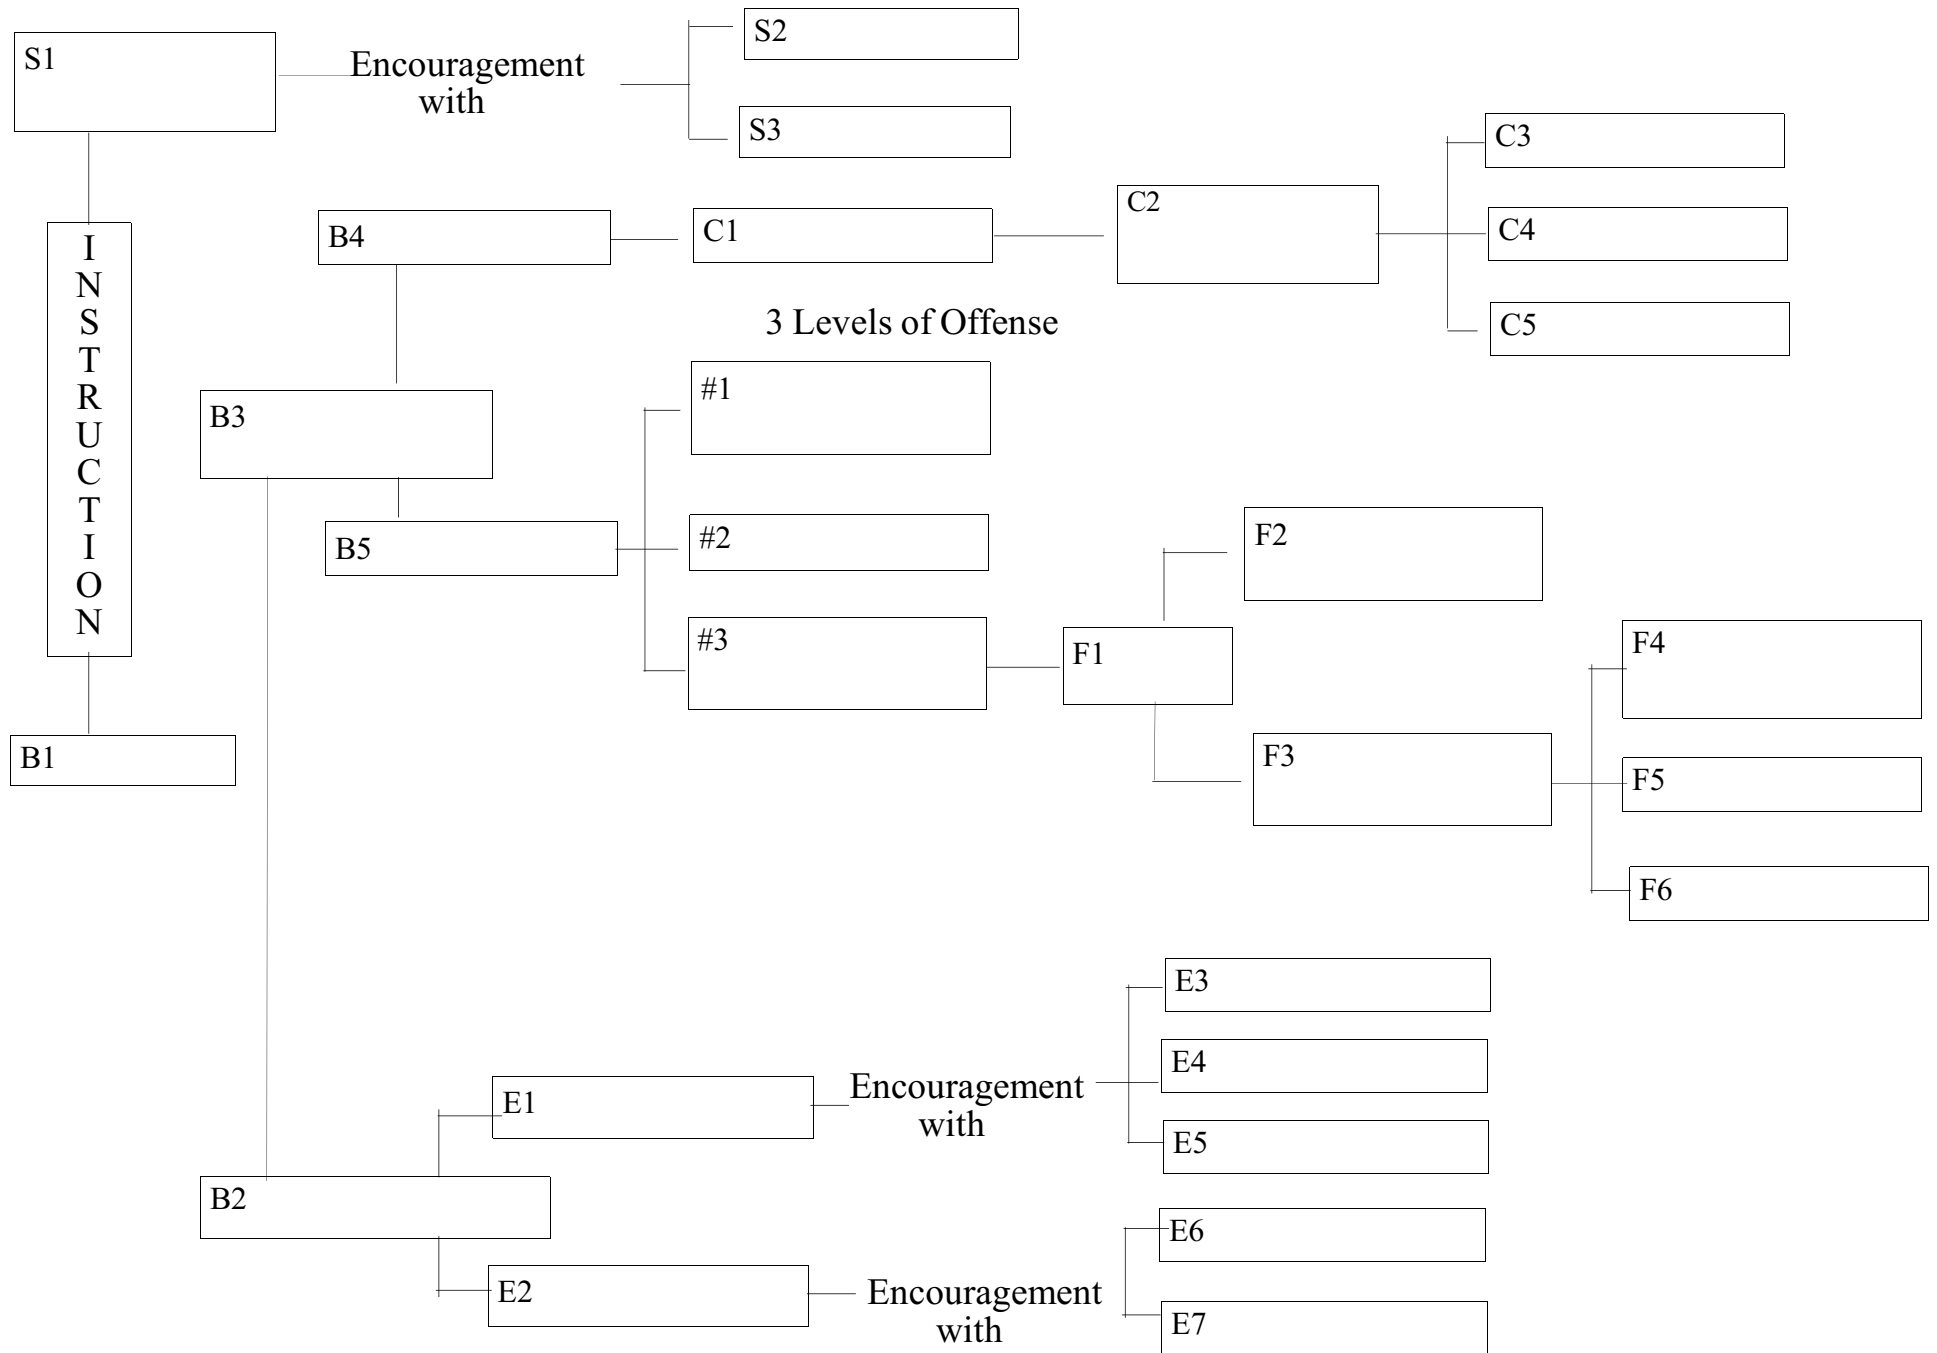 S1
Encouragement
with
S2
S3
I
N
S
T
R
U
C
T
I
O
N
B1
B4
C1
C2
C3
C4
C5
3 Levels of Offense
B3
B5
#1
#2
#3
F1
F2
F3
F4
F5
F6
B2
E1
Encouragement
with
E3
E4
E5
E2
Encouragement
with
E6
E7